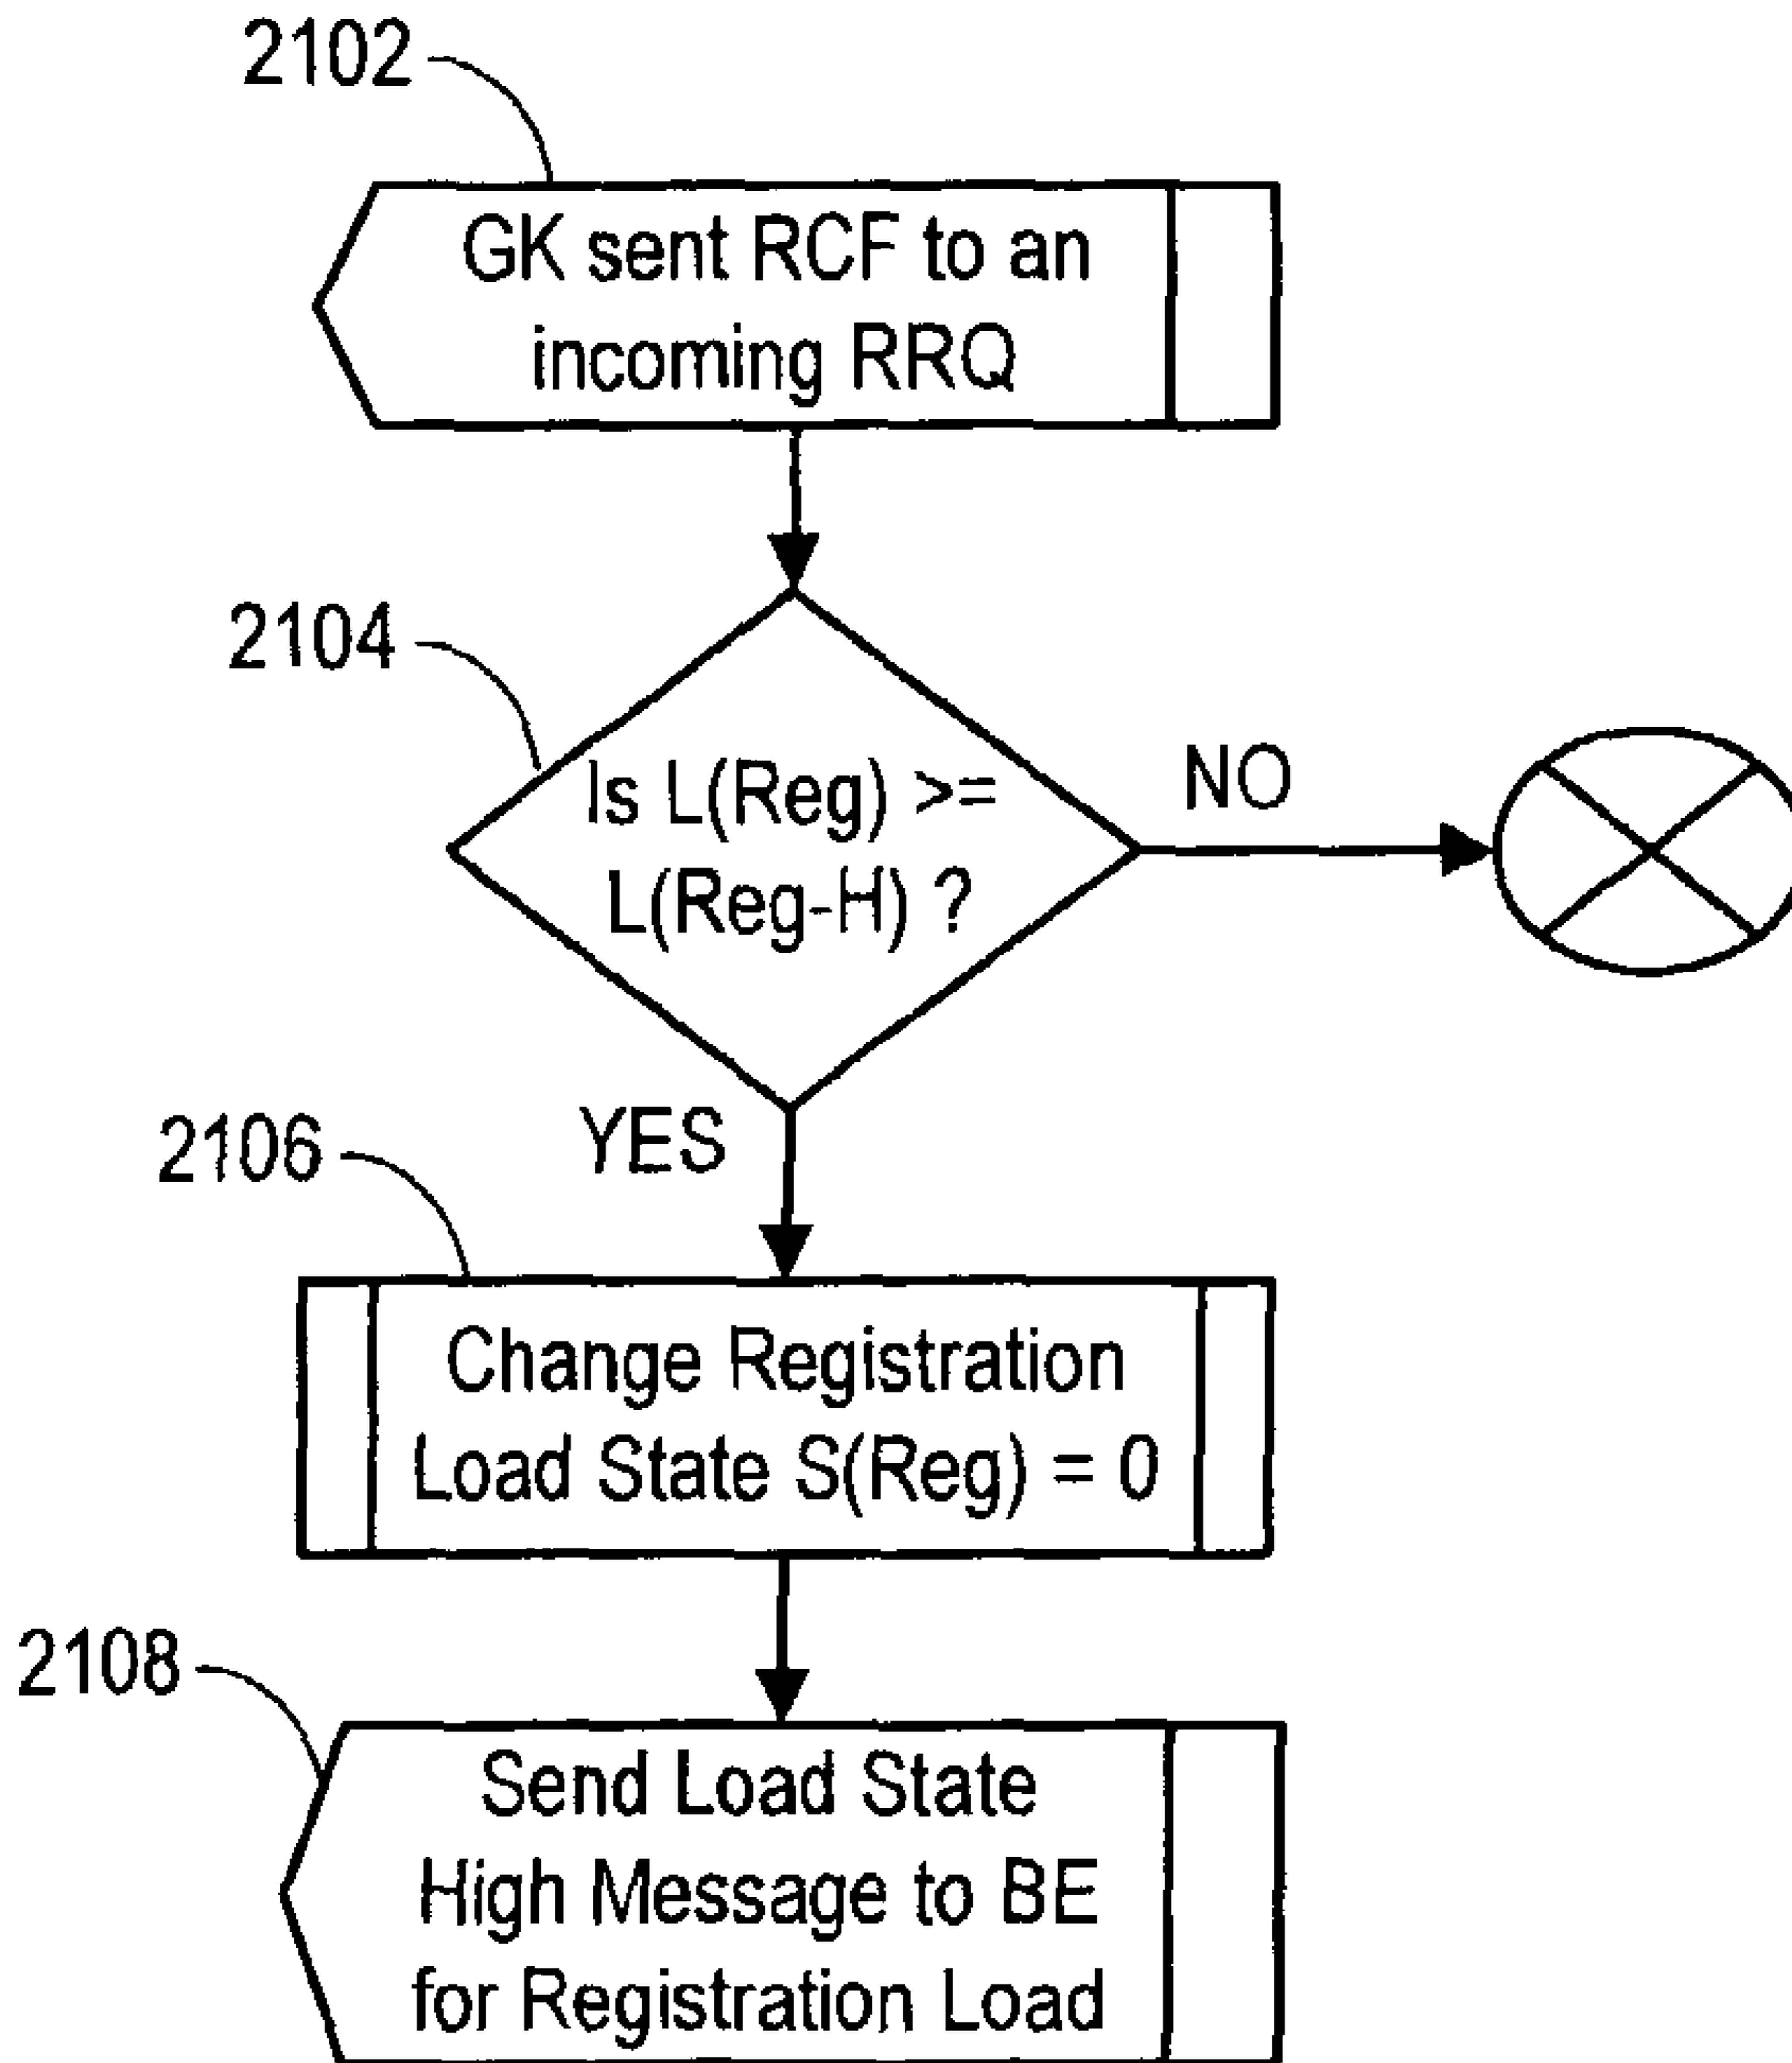 2102
GK sent RCF to an
incoming RRQ
2104
Is L(Reg) >=
L(Reg-H) ?
NO
YES
2106
Change Registration
Load State S(Reg) = 0
2108
Send Load State
High Message to BE
for Registration Load